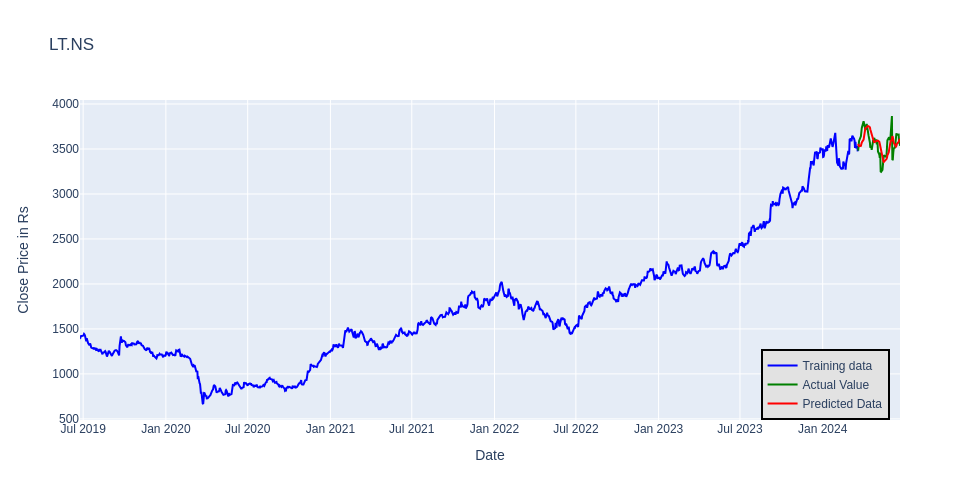 LT.NS
4000
3500
3000
2500
2000
1500
1000
500
Close Price in Rs
Jul 2019
Jan 2020
Jul 2020
Jan 2021
Jul 2021
Jan 2022
Jul 2022
Jan 2023
Jul 2023
Jan 2024
Date
Training data
Actual Value
Predicted Data